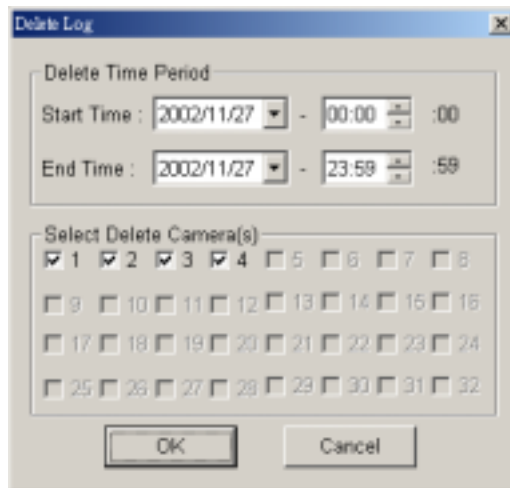 Delete Log
Delete Time Period
Start Time : 2002/11/27 - 00:00 :00
End Time : 2002/11/27 - 23:59 :59
Select Delete Camera(s)
1 2 3 4 5 6 7 8
9 10 11 12 13 14 15 16
17 18 19 20 21 22 23 24
25 26 27 28 29 30 31 32
OK Cancel